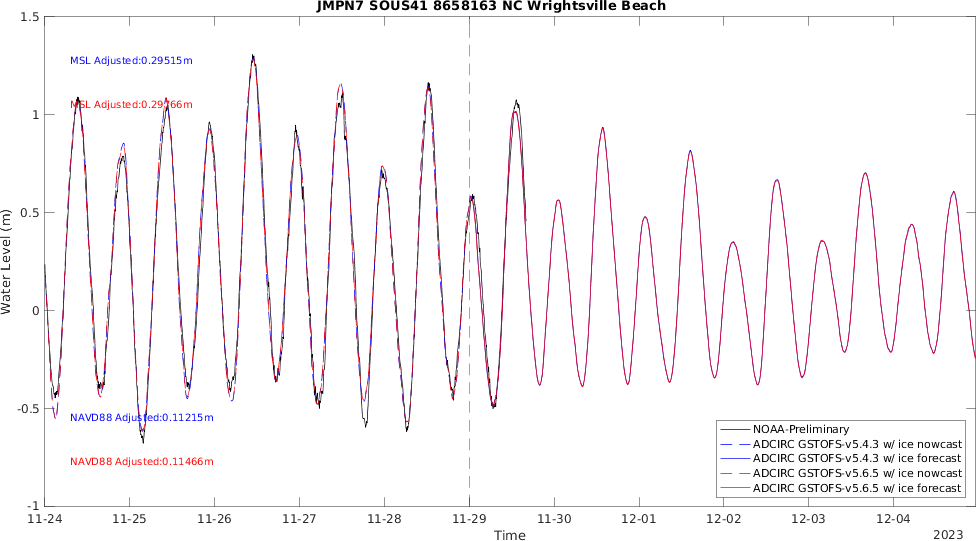 JMPN7 SOUS41 8658163 NC Wrightsville Beach
1.5
MSL Adjusted:0.29515m
MSL Adjusted:0.29766m
1
0.5
Water Level (m)
0
-0.5
NAVD88 Adjusted:0.11215m
NAVD88 Adjusted:0.11466m
-1
NOAA-Preliminary
ADCIRC GSTOFS-v5.4.3 w/ ice nowcast
ADCIRC GSTOFS-v5.4.3 w/ ice forecast
ADCIRC GSTOFS-v5.6.5 w/ ice nowcast
ADCIRC GSTOFS-v5.6.5 w/ ice forecast
11-24 11-25 11-26 11-27 11-28 11-29 11-30 12-01 12-02 12-03 12-04
Time
2023